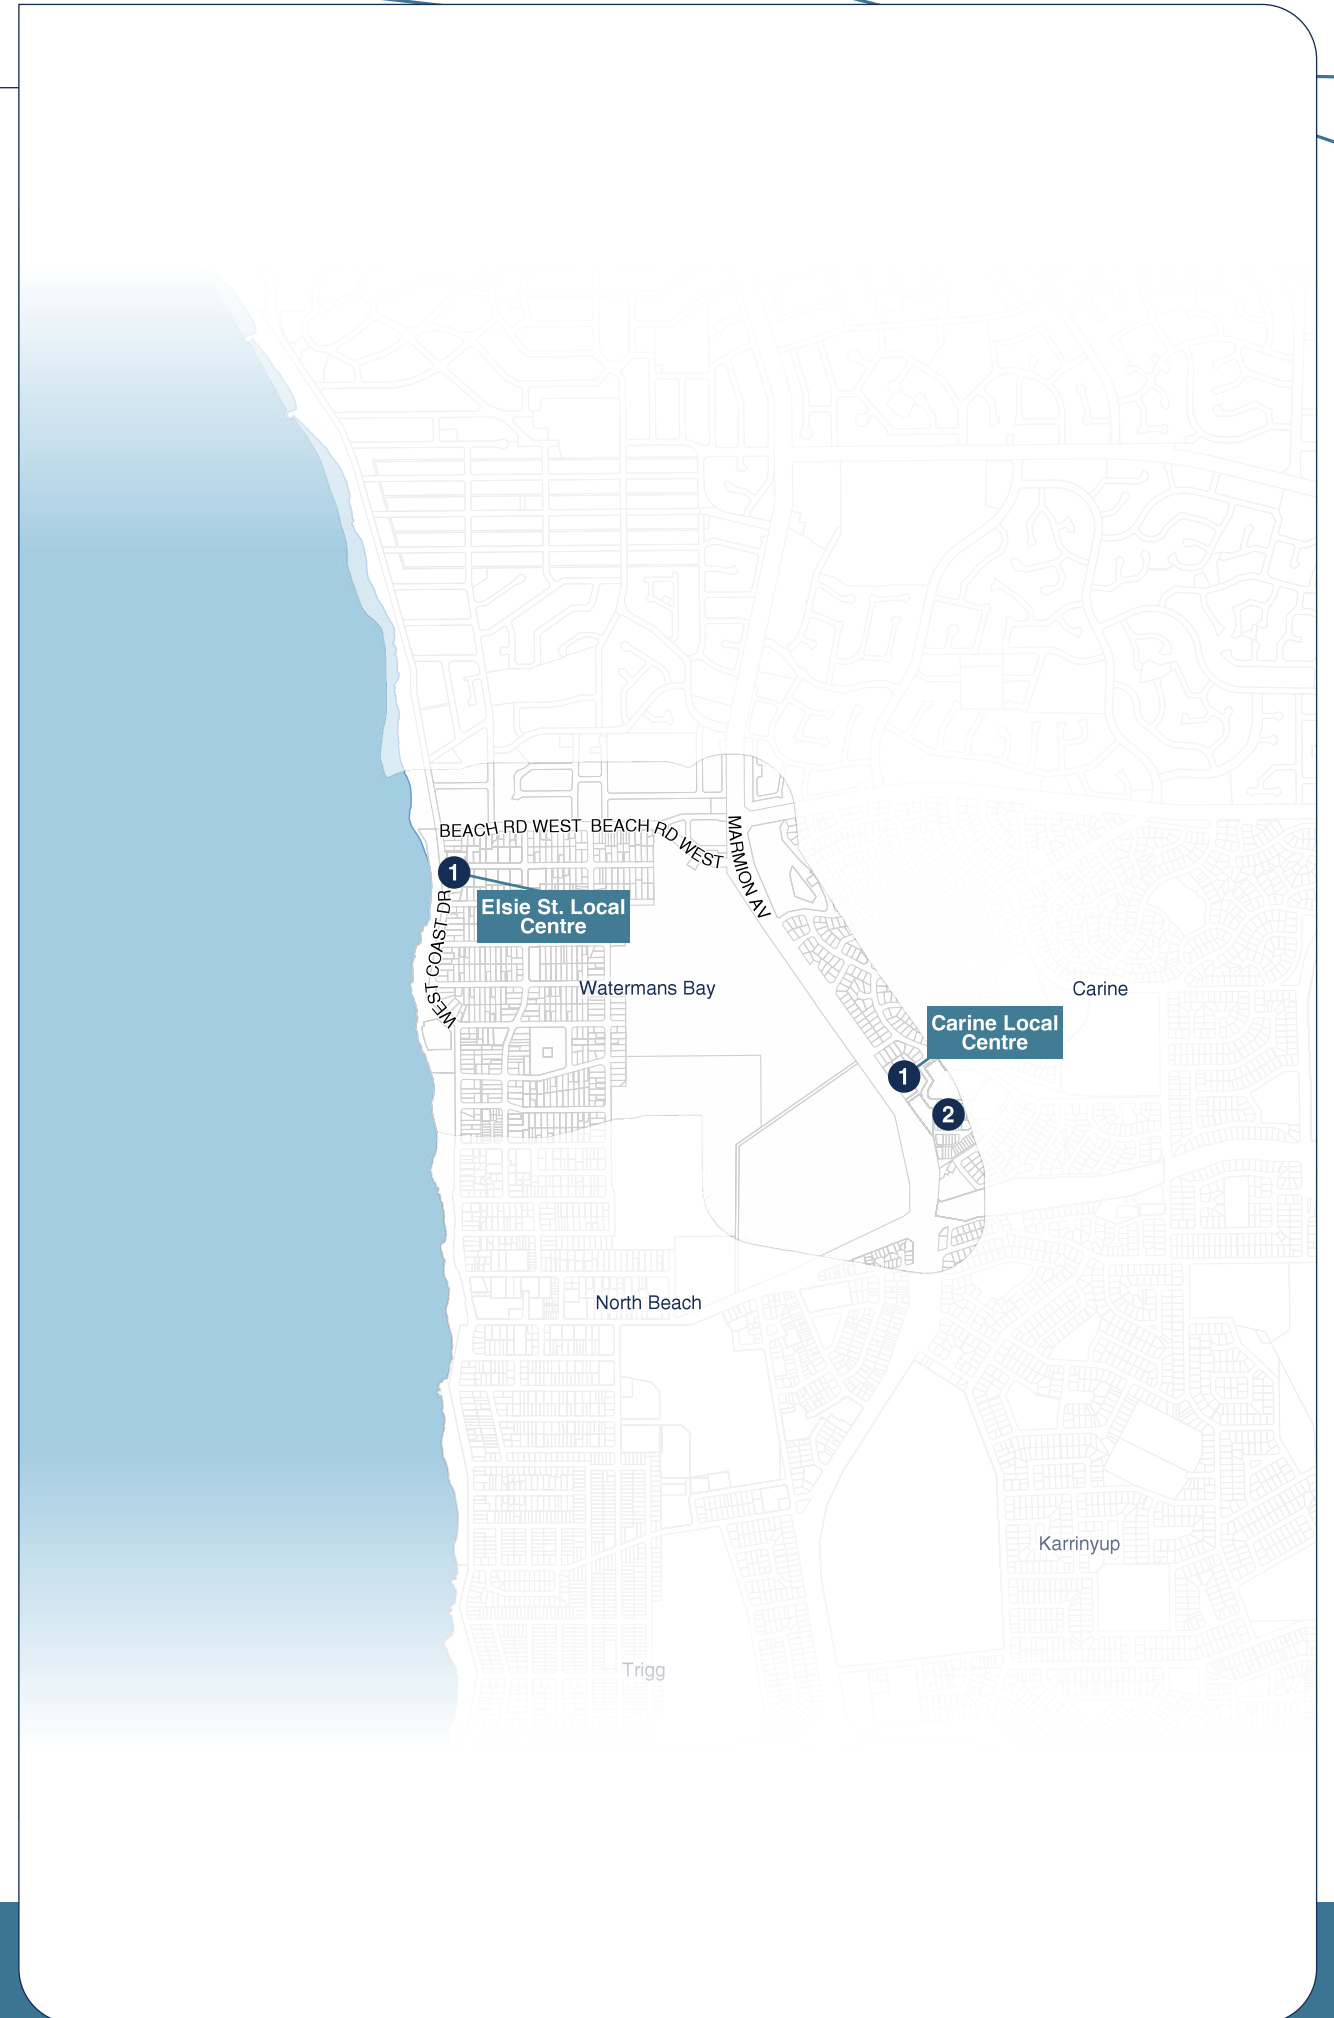 BEACH RD WEST BEACH RD WEST
MARMION AV
1
Elsie St. Local
Centre
WEST COAST DR
Watermans Bay
Carine
Carine Local
Centre
1
2
North Beach
Karrinyup
Trigg